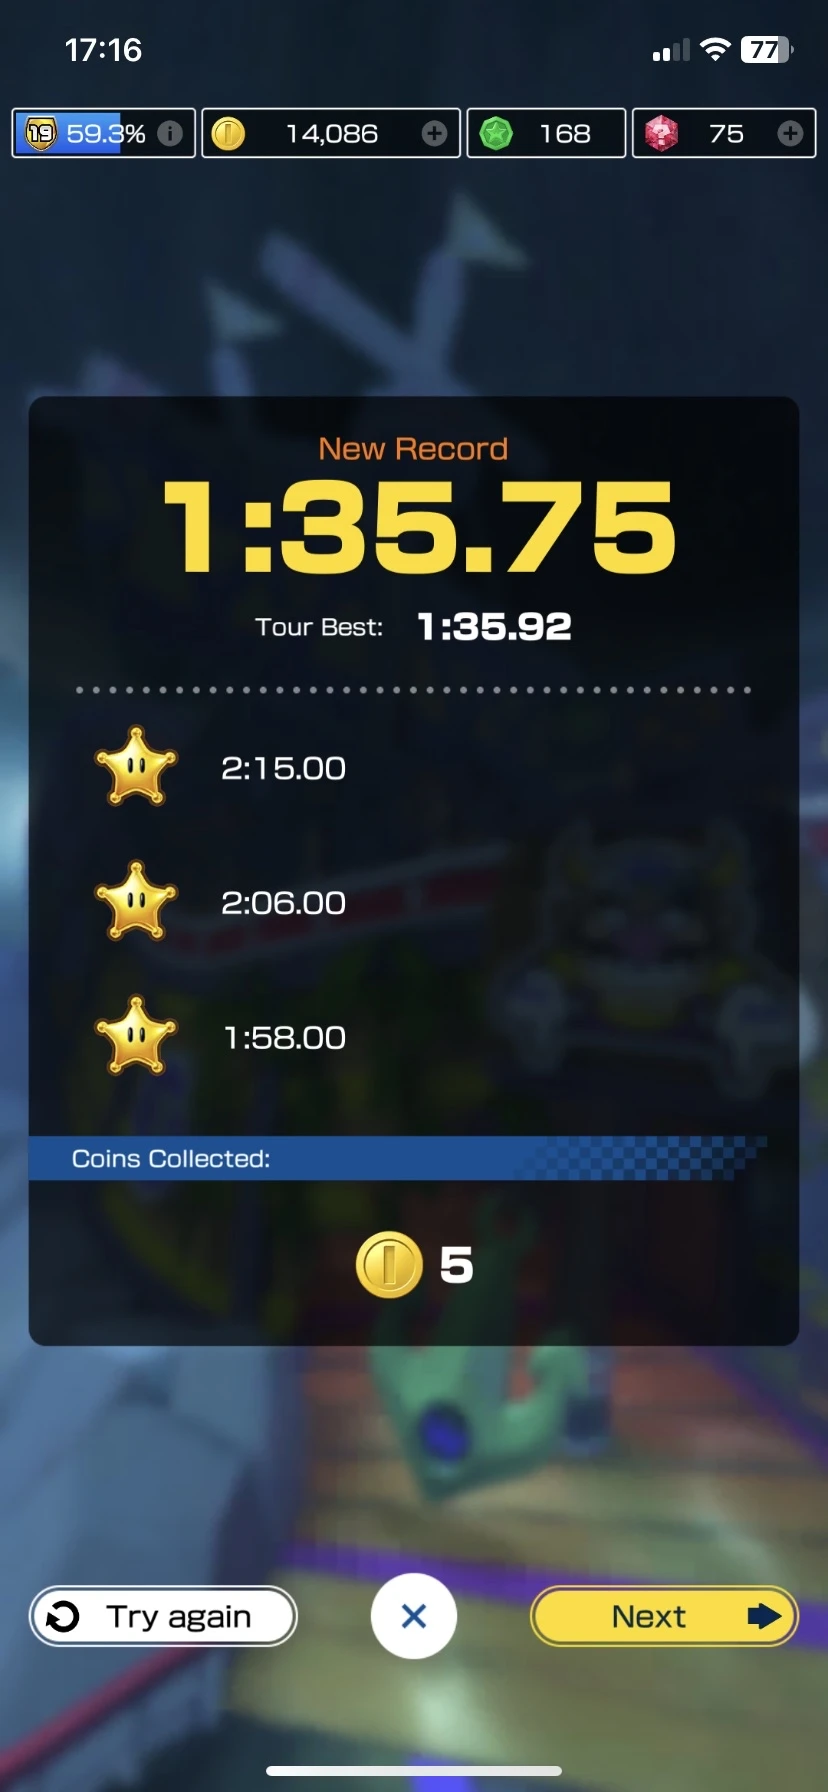 17:16
77
19 59.3% i 14,086 + 168 ? 75 +
New Record
1:35.75
Tour Best: 1:35.92
2:15.00
2:06.00
1:58.00
Coins Collected:
5
Try again
Next